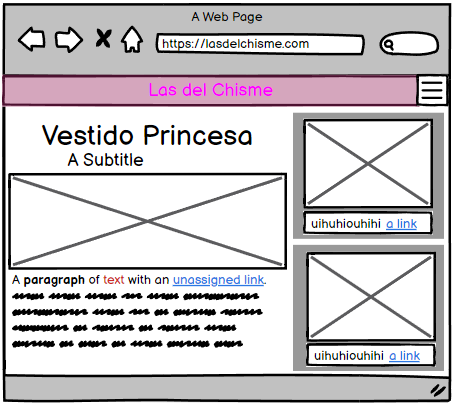 A Web Page
https://lasdelchisme.com
Las del Chisme
Vestido Princesa
A Subtitle
A paragraph of text with an unassigned link.
uihuhiouhihi a link
uihuhiouhihi a link